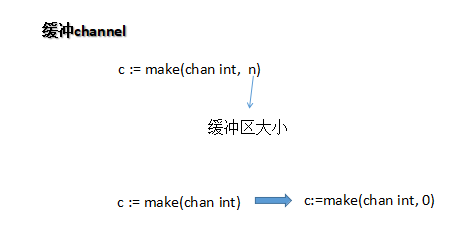 缓冲channel
c := make(chan int, n)
缓冲区大小
c := make(chan int) c:=make(chan int, 0)